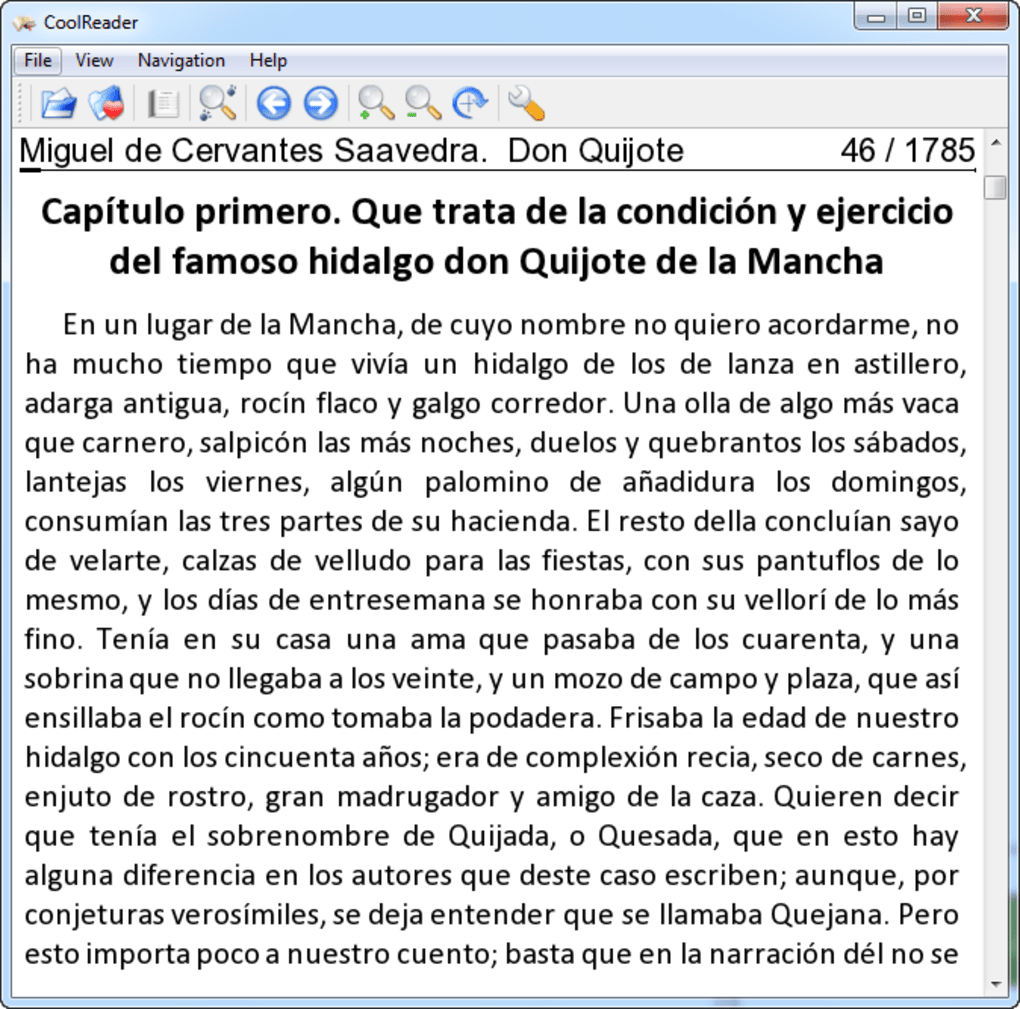 CoolReader
File View Navigation Help
Miguel de Cervantes Saavedra. Don Quijote 46 / 1785
Capítulo primero. Que trata de la condición y ejercicio
del famoso hidalgo don Quijote de la Mancha
En un lugar de la Mancha, de cuyo nombre no quiero acordarme, no
ha mucho tiempo que vivía un hidalgo de los de lanza en astillero,
adarga antigua, rocín flaco y galgo corredor. Una olla de algo más vaca
que carnero, salpicón las más noches, duelos y quebrantos los sábados,
lantejas los viernes, algún palomino de añadidura los domingos,
consumían las tres partes de su hacienda. El resto della concluían sayo
de velarte, calzas de velludo para las fiestas, con sus pantuflos de lo
mesmo, y los días de entresemana se honraba con su vellorí de lo más
fino. Tenía en su casa una ama que pasaba de los cuarenta, y una
sobrina que no llegaba a los veinte, y un mozo de campo y plaza, que así
ensillaba el rocín como tomaba la podadera. Frisaba la edad de nuestro
hidalgo con los cincuenta años; era de complexión recia, seco de carnes,
enjuto de rostro, gran madrugador y amigo de la caza. Quieren decir
que tenía el sobrenombre de Quijada, o Quesada, que en esto hay
alguna diferencia en los autores que deste caso escriben; aunque, por
conjeturas verosímiles, se deja entender que se llamaba Quejana. Pero
esto importa poco a nuestro cuento; basta que en la narración dél no se